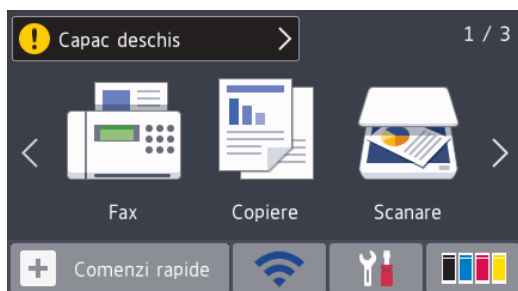 Capac deschis
1 / 3
Fax
Copiere
Scanare
Comenzi rapide